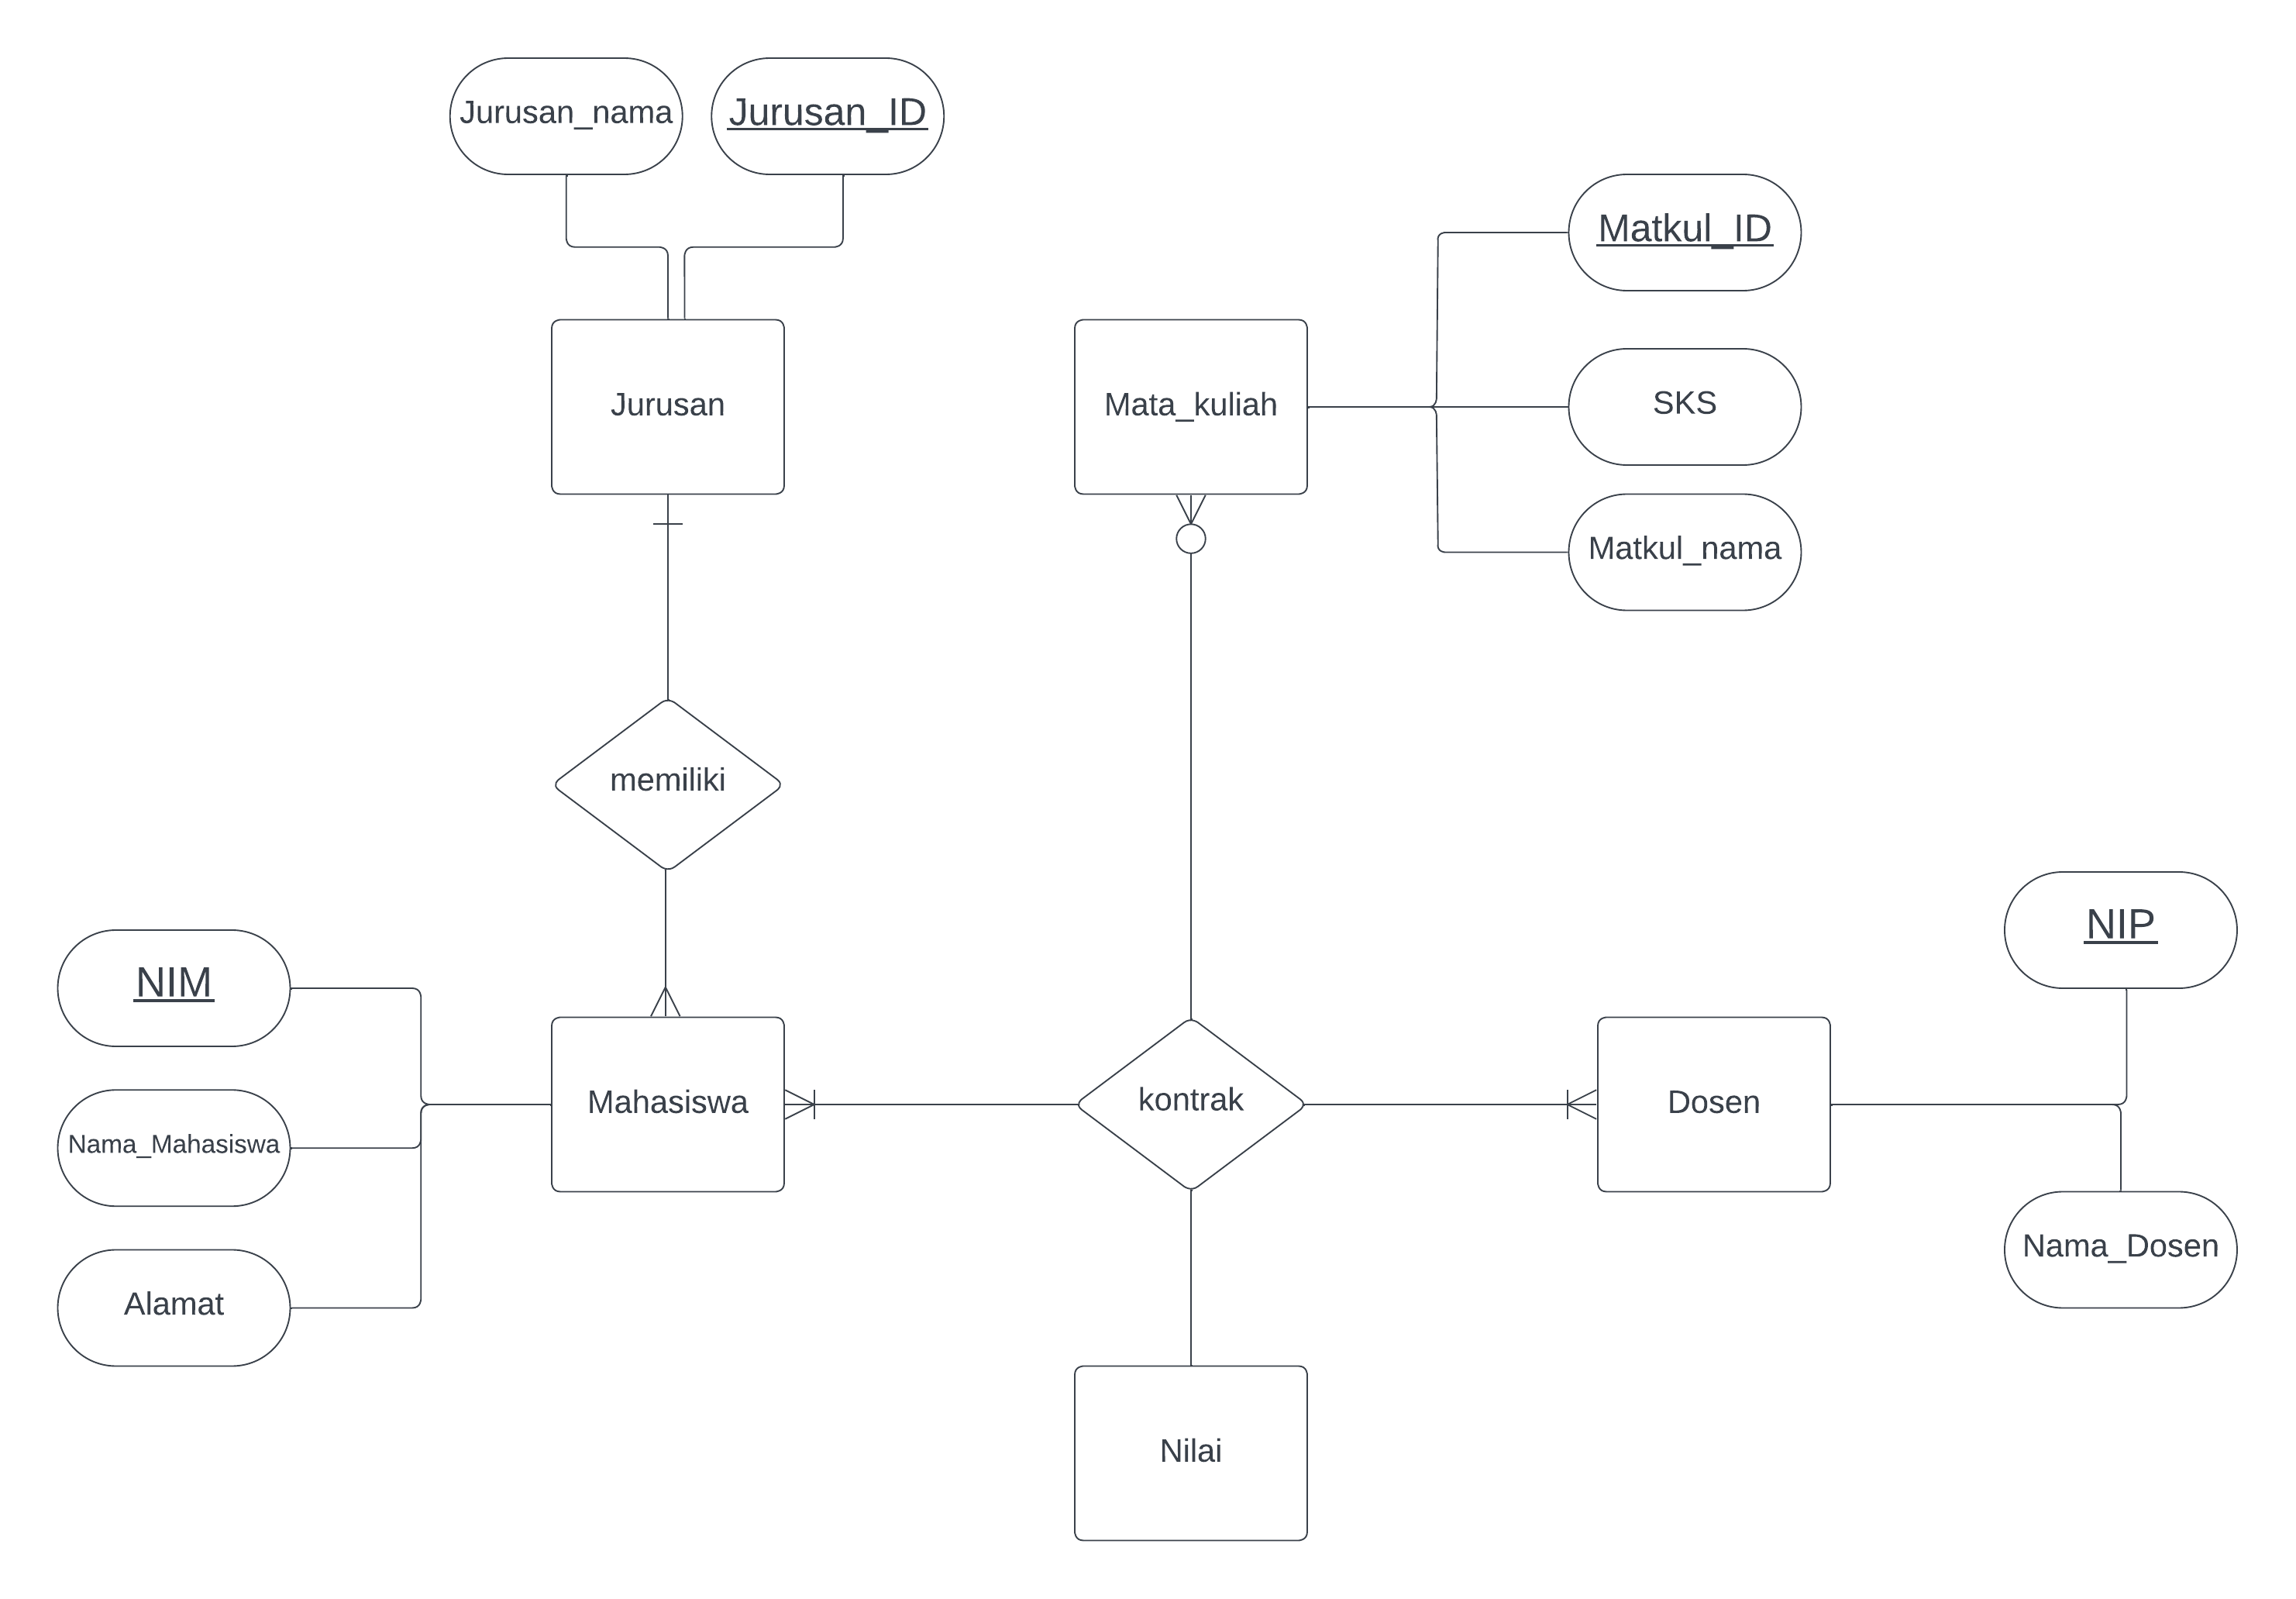 Jurusan_nama
Jurusan_ID
Matkul_ID
Jurusan
Mata_kuliah
SKS
Matkul_nama
memiliki
NIP
NIM
Mahasiswa
kontrak
Dosen
Nama_Mahasiswa
Nama_Dosen
Alamat
Nilai